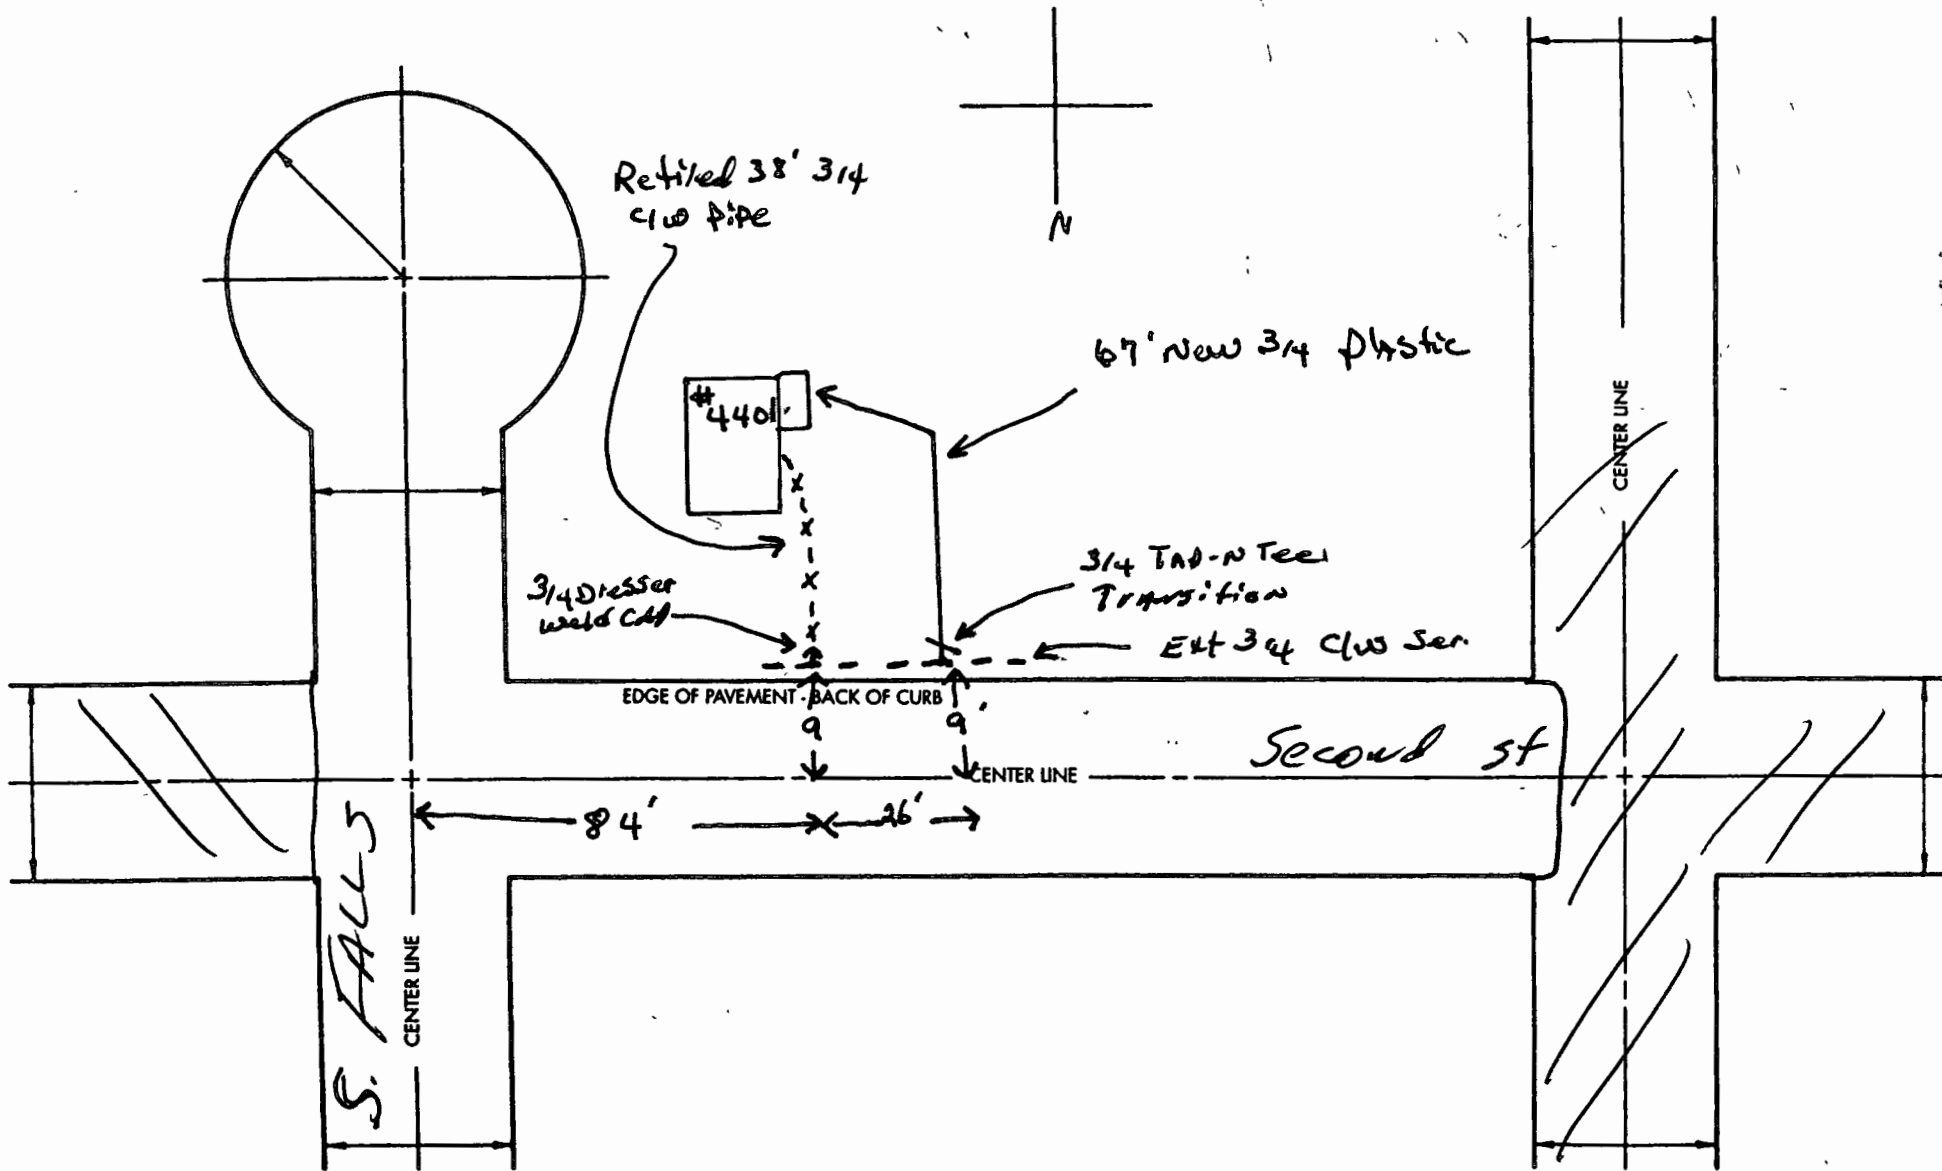 Retired 38' 3/4
c/w pipe
N
67' New 3/4 plastic
#4401
3/4 Dresser
Weld Cap
3/4 Tap-N Tee
Transition
Ext 3/4 C/W Ser.
EDGE OF PAVEMENT - BACK OF CURB
9
9'
CENTER LINE
Second st
84'
26'
CENTER LINE
S. FALLS
CENTER LINE